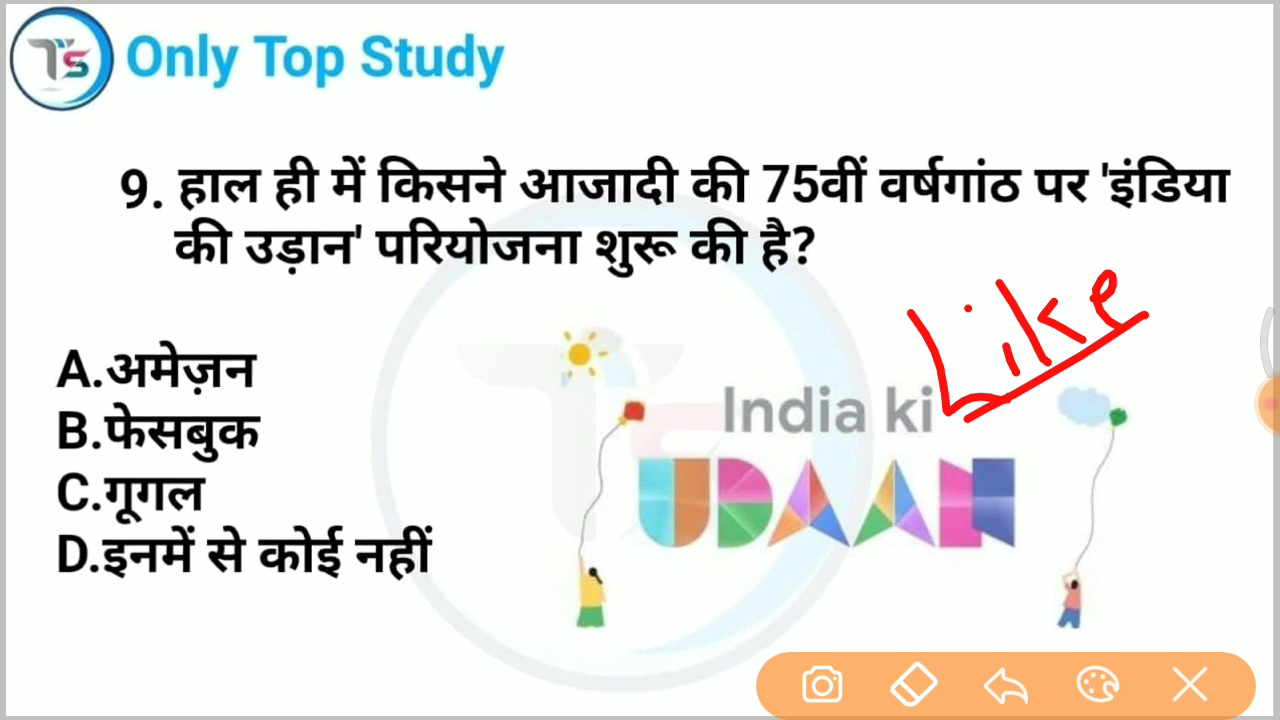 TS Only Top Study
9. हाल ही में किसने आजादी की 75वीं वर्षगांठ पर 'इंडिया
की उड़ान' परियोजना शुरू की है?
A.अमेज़न
B.फेसबुक
C.गूगल
D.इनमें से कोई नहीं
Like
India ki
UDAAN